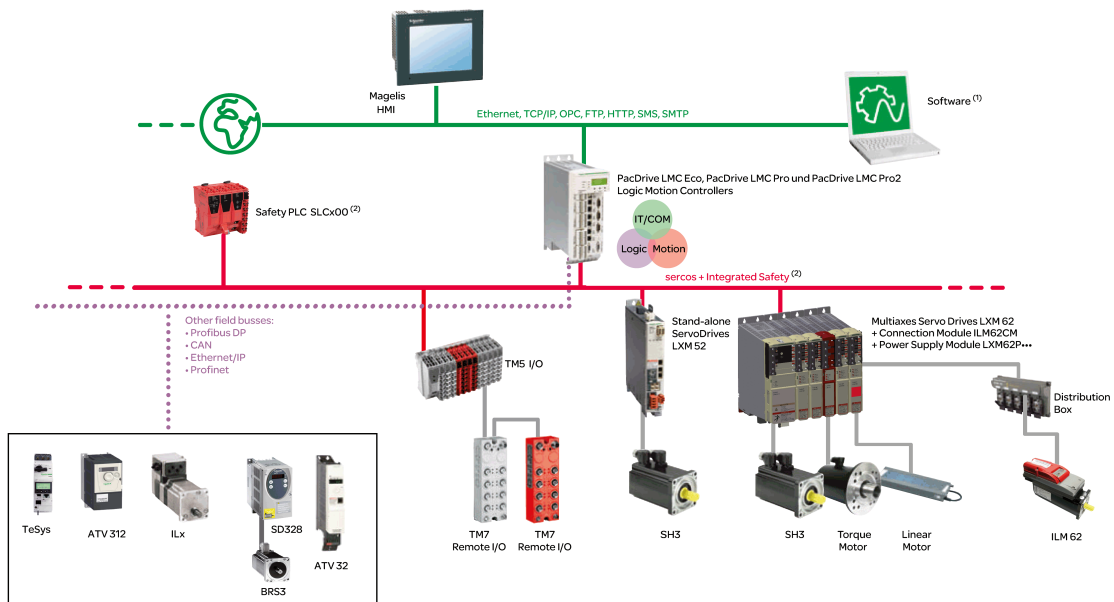 Magelis
HMI
Software (1)
Ethernet, TCP/IP, OPC, FTP, HTTP, SMS, SMTP
PacDrive LMC Eco, PacDrive LMC Pro und PacDrive LMC Pro2
Logic Motion Controllers
IT/COM
Logic
Motion
Safety PLC SLCx00 (2)
sercos + Integrated Safety (2)
Other field busses:
• Profibus DP
• CAN
• Ethernet/IP
• Profinet
TM5 I/O
Stand-alone
ServoDrives
LXM 52
Multiaxes Servo Drives LXM 62
+ Connection Module ILM62CM
+ Power Supply Module LXM62P•••
Distribution
Box
TeSys
ATV 312
ILx
SD328
BRS3
ATV 32
TM7
Remote I/O
TM7
Remote I/O
SH3
SH3
Torque
Motor
Linear
Motor
ILM 62